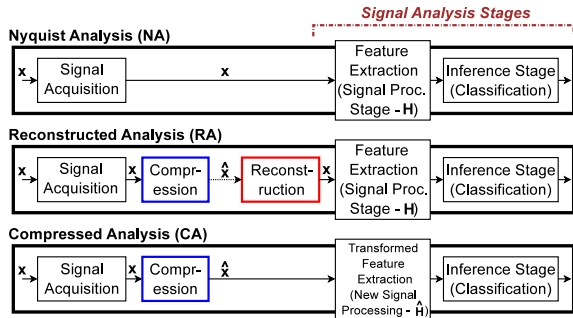 Signal Analysis Stages
Nyquist Analysis (NA)
x
Signal
Acquisition
x
Feature
Extraction
(Signal Proc.
Stage - H)
Inference Stage
(Classification)
Reconstructed Analysis (RA)
x
Signal
Acquisition
x
Compr-
ession
x̂
Reconst-
ruction
x
Feature
Extraction
(Signal Proc.
Stage - H)
Inference Stage
(Classification)
Compressed Analysis (CA)
x
Signal
Acquisition
x
Compr-
ession
x̂
Transformed
Feature
Extraction
(New Signal
Processing - Ĥ)
Inference Stage
(Classification)